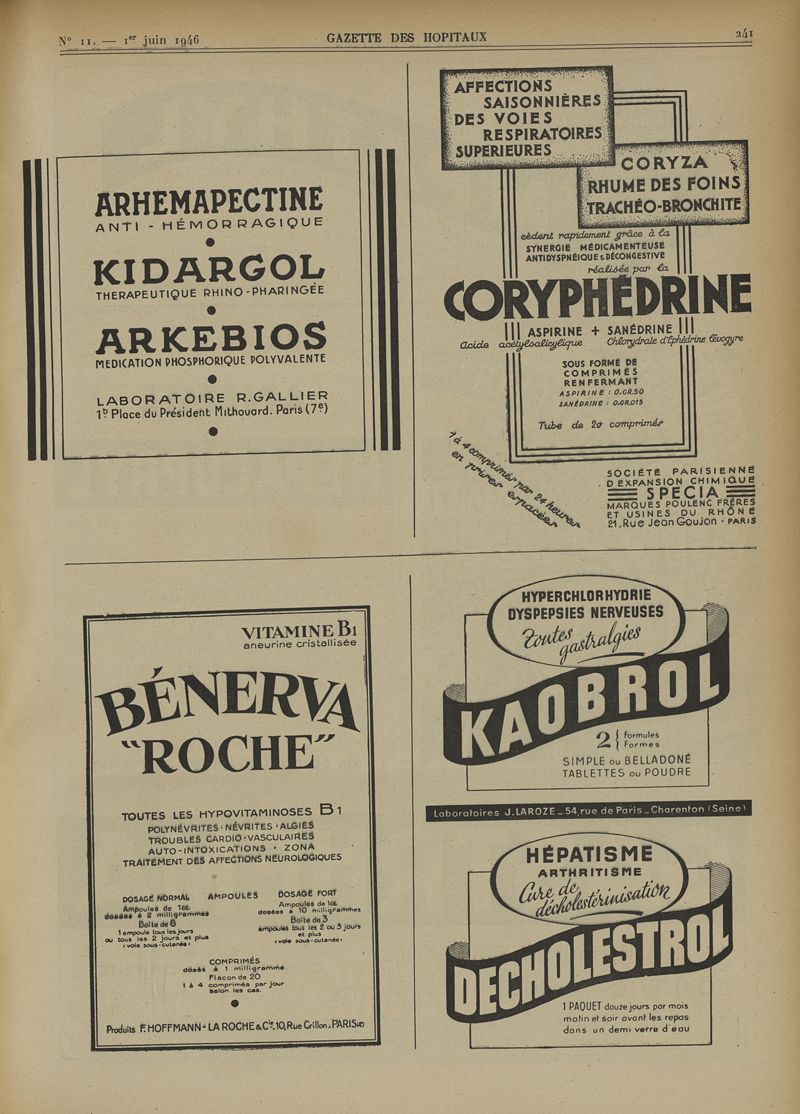 N° 11. — 1er juin 1946
GAZETTE DES HOPITAUX
241
ARHEMAPECTINE
ANTI - HÉMORRAGIQUE
KIDARGOL
THERAPEUTIQUE RHINO-PHARINGÉE
ARKEBIOS
MEDICATION PHOSPHORIQUE POLYVALENTE
LABORATOIRE R. GALLIER
1b Place du Président Mithouard. Paris (7e)
AFFECTIONS
SAISONNIÈRES
DES VOIES
RESPIRATOIRES
SUPERIEURES
CORYZA
RHUME DES FOINS
TRACHÉO-BRONCHITE
cèdent rapidement grâce à la
SYNERGIE MÉDICAMENTEUSE
ANTIDYSPNÉIQUE & DÉCONGESTIVE
réalisée par la
CORYPHÉDRINE
ASPIRINE + SANÉDRINE
Acide acétylsalicylique Chlorydrate d'Ephédrine lévogyre
SOUS FORME DE
COMPRIMÉS
RENFERMANT
ASPIRINE : 0.GR.50
SANÉDRINE : 0.GR.015
Tube de 20 comprimés
1 à 4 comprimés par 24 heures
en prises espacées
SOCIÉTÉ PARISIENNE
D'EXPANSION CHIMIQUE
SPECIA
MARQUES POULENC FRÈRES
ET USINES DU RHÔNE
21. Rue Jean Goujon · PARIS
VITAMINE B1
aneurine cristallisée
BÉNERVA
"ROCHE"
TOUTES LES HYPOVITAMINOSES B1
POLYNÉVRITES · NÉVRITES · ALGIES
TROUBLES CARDIO-VASCULAIRES
AUTO-INTOXICATIONS · ZONA
TRAITEMENT DES AFFECTIONS NEUROLOGIQUES
DOSAGE NORMAL AMPOULES DOSAGE FORT
Ampoules de 1cc
dosées à 2 milligrammes
Boîte de 6
1 ampoule tous les jours
ou tous les 2 jours et plus
(voie sous-cutanée)
Ampoules de 1cc
dosées à 10 milligrammes
Boîte de 3
ampoules tous les 2 ou 3 jours
et plus
(voie sous-cutanée)
COMPRIMÉS
dosés à 1 milligramme
Flacon de 20
1 à 4 comprimés par jour
selon les cas.
Produits F. HOFFMANN-LA ROCHE & Cie. 10, Rue Crillon. PARIS
HYPERCHLORHYDRIE
DYSPEPSIES NERVEUSES
Toutes
gastralgies
KAOBROL
2 { formules
Formes
SIMPLE ou BELLADONÉ
TABLETTES ou POUDRE
Laboratoires J. LAROZE _ 54, rue de Paris _ Charenton (Seine)
HÉPATISME
ARTHRITISME
Cure de
décholestérinisation
DECHOLESTROL
1 PAQUET douze jours par mois
matin et soir avant les repas
dans un demi verre d'eau